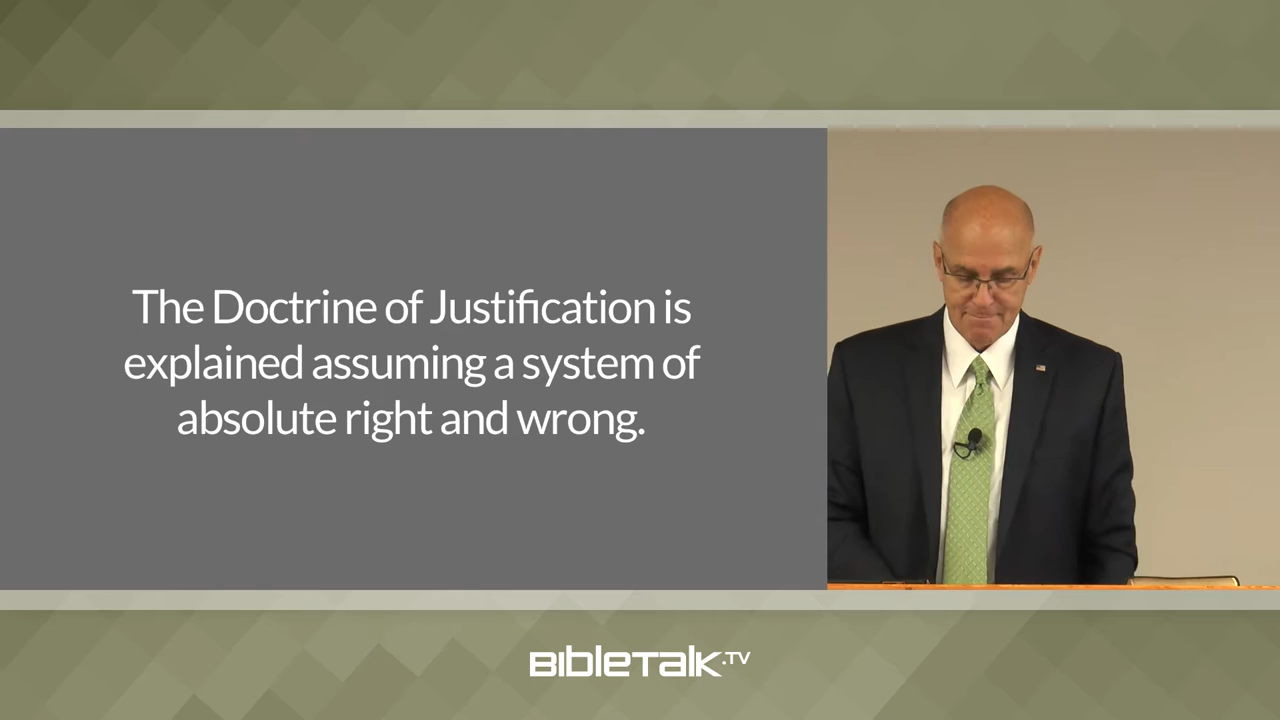 The Doctrine of Justification is
explained assuming a system of
absolute right and wrong.
BibleTalk.TV